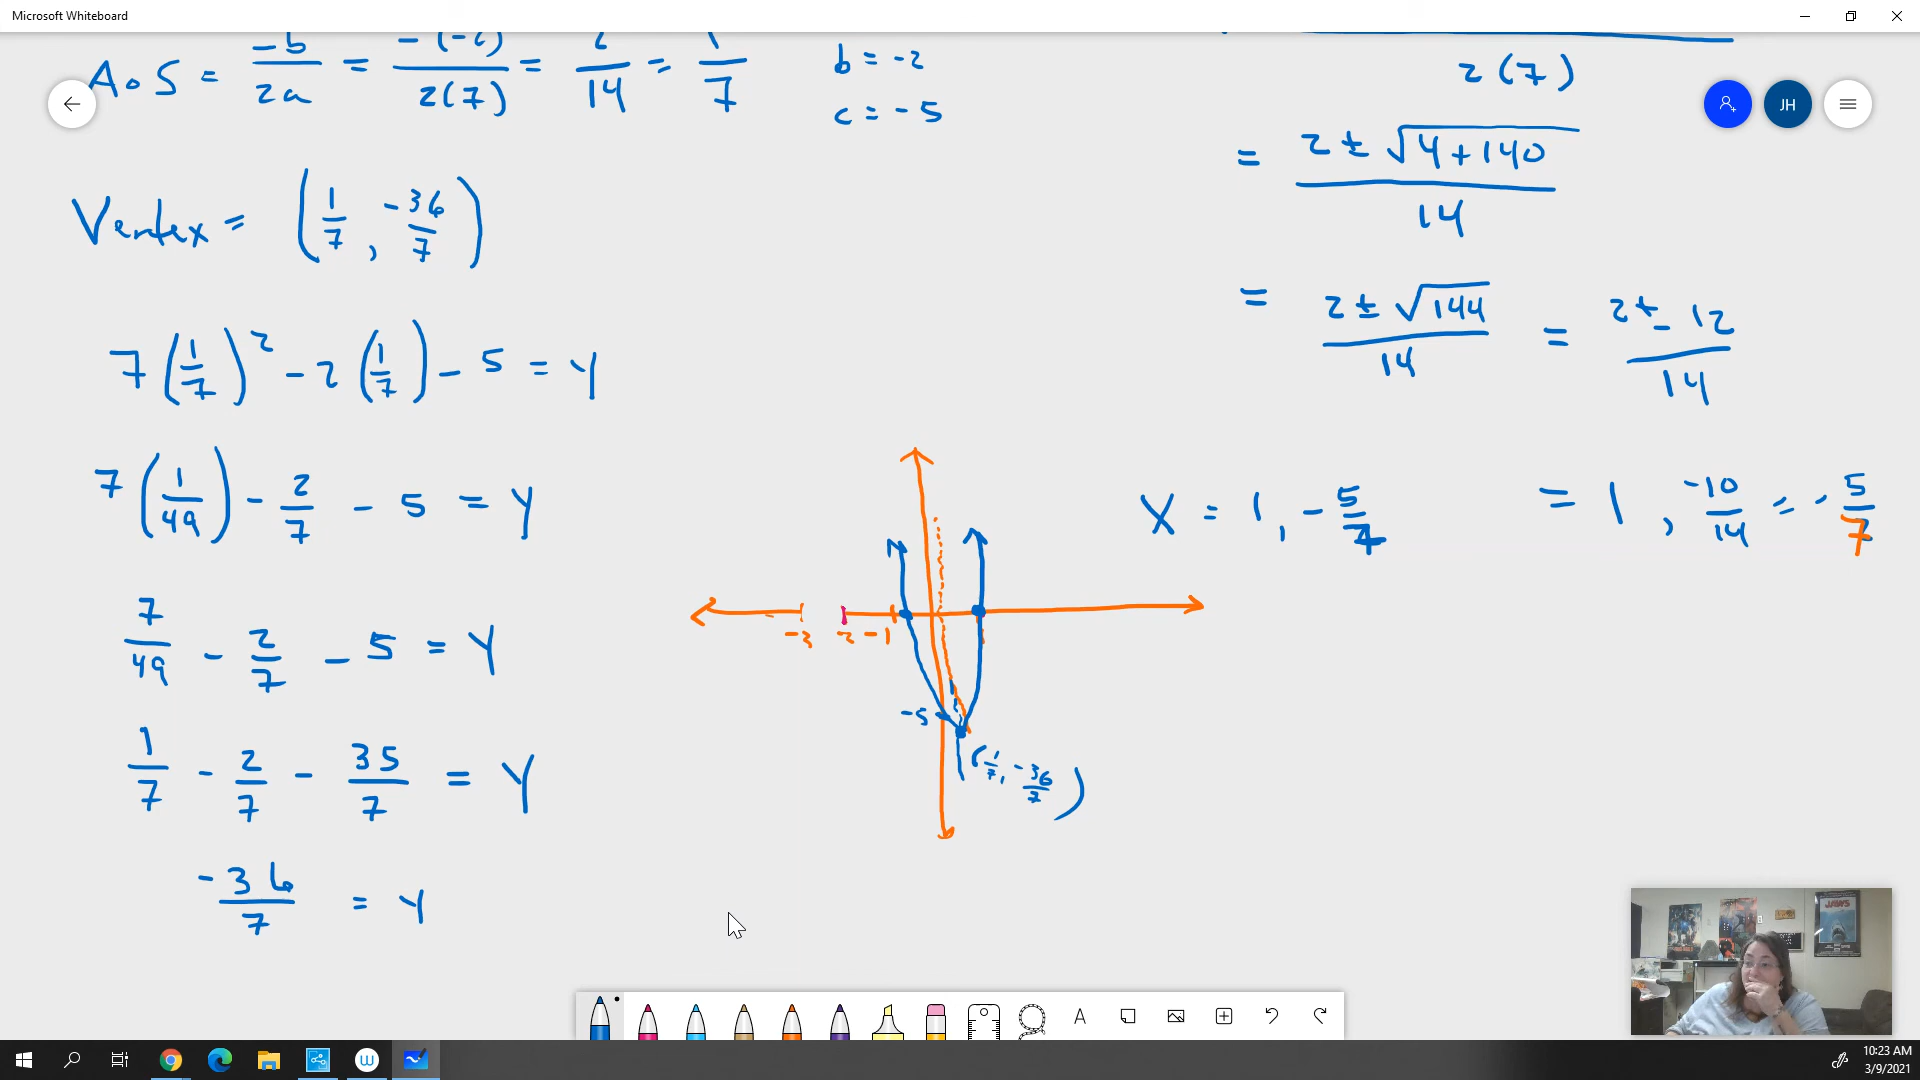 Microsoft Whiteboard
A o S = -b/2a = -(-2)/2(7) = 2/14 = 1/7
b = -2
c = -5
Vertex = (1/7, -36/7)
7(1/7)² - 2(1/7) - 5 = y
7(1/49) - 2/7 - 5 = y
7/49 - 2/7 - 5 = y
1/7 - 2/7 - 35/7 = y
-36/7 = y
2(7)
= 2 ± √4+140 / 14
= 2 ± √144 / 14 = 2 ± 12 / 14
= 1, -10/14 = -5/7
X = 1, -5/7
-3 -2 -1
-5
(1/7, -36/7)
JH
JAWS
A
W
10:23 AM
3/9/2021